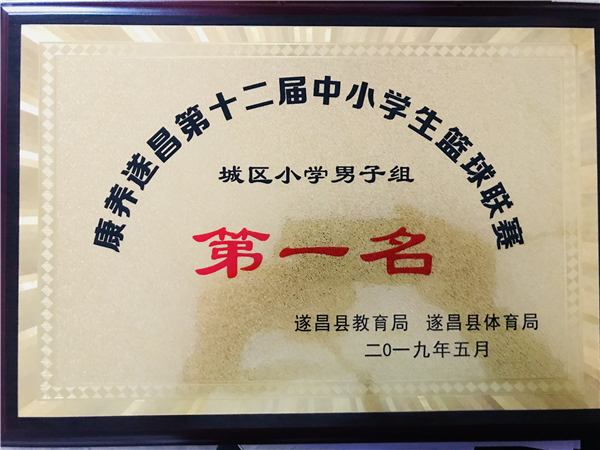 康养遂昌第十二届中小学生篮球联赛
城区小学男子组
第一名
遂昌县教育局 遂昌县体育局
二0一九年五月